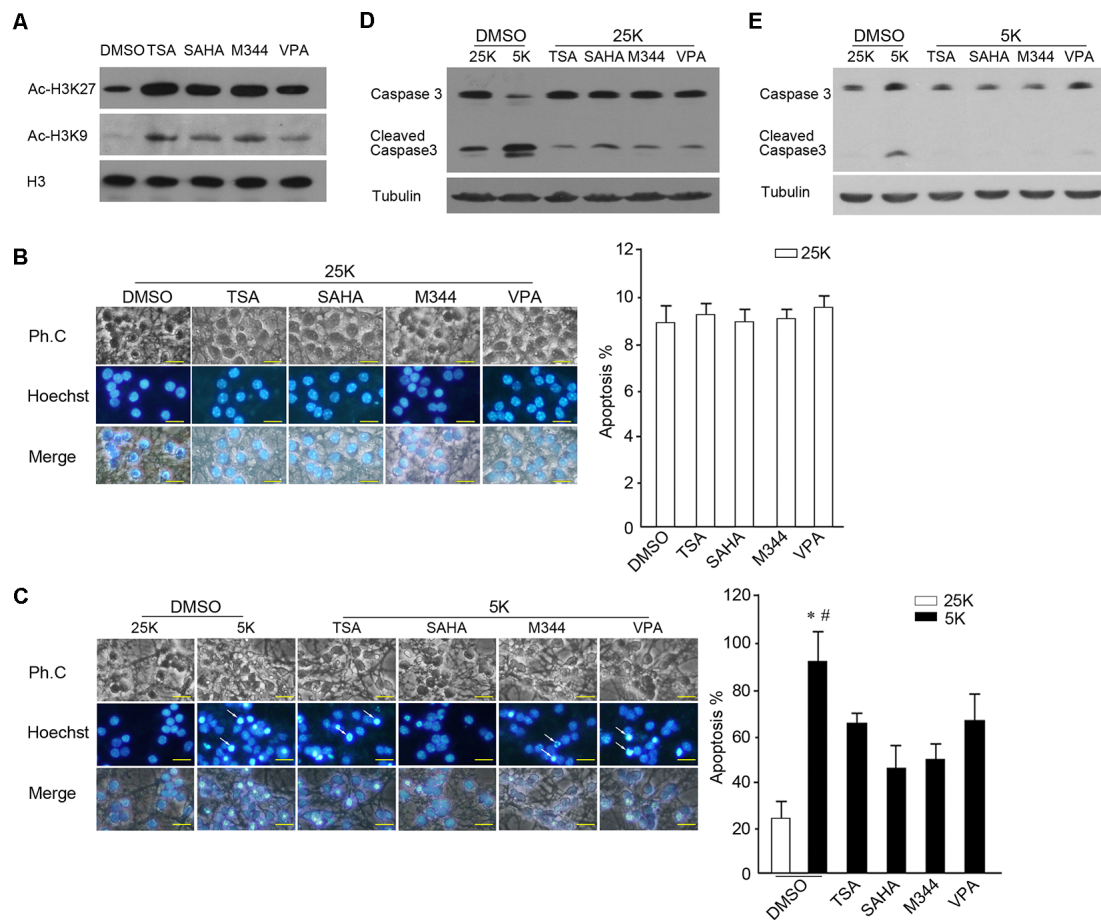 A
DMSO TSA SAHA M344 VPA
Ac-H3K27
Ac-H3K9
H3
D
DMSO 25K
25K 5K TSA SAHA M344 VPA
Caspase 3
Cleaved
Caspase3
Tubulin
E
DMSO 5K
25K 5K TSA SAHA M344 VPA
Caspase 3
Cleaved
Caspase3
Tubulin
B
25K
DMSO TSA SAHA M344 VPA
Ph.C
Hoechst
Merge
12
10
8
6
4
2
0
Apoptosis %
25K
DMSO TSA SAHA M344 VPA
C
DMSO 5K
25K 5K TSA SAHA M344 VPA
Ph.C
Hoechst
Merge
120
100
80
60
40
20
0
Apoptosis %
25K
5K
* #
DMSO TSA SAHA M344 VPA